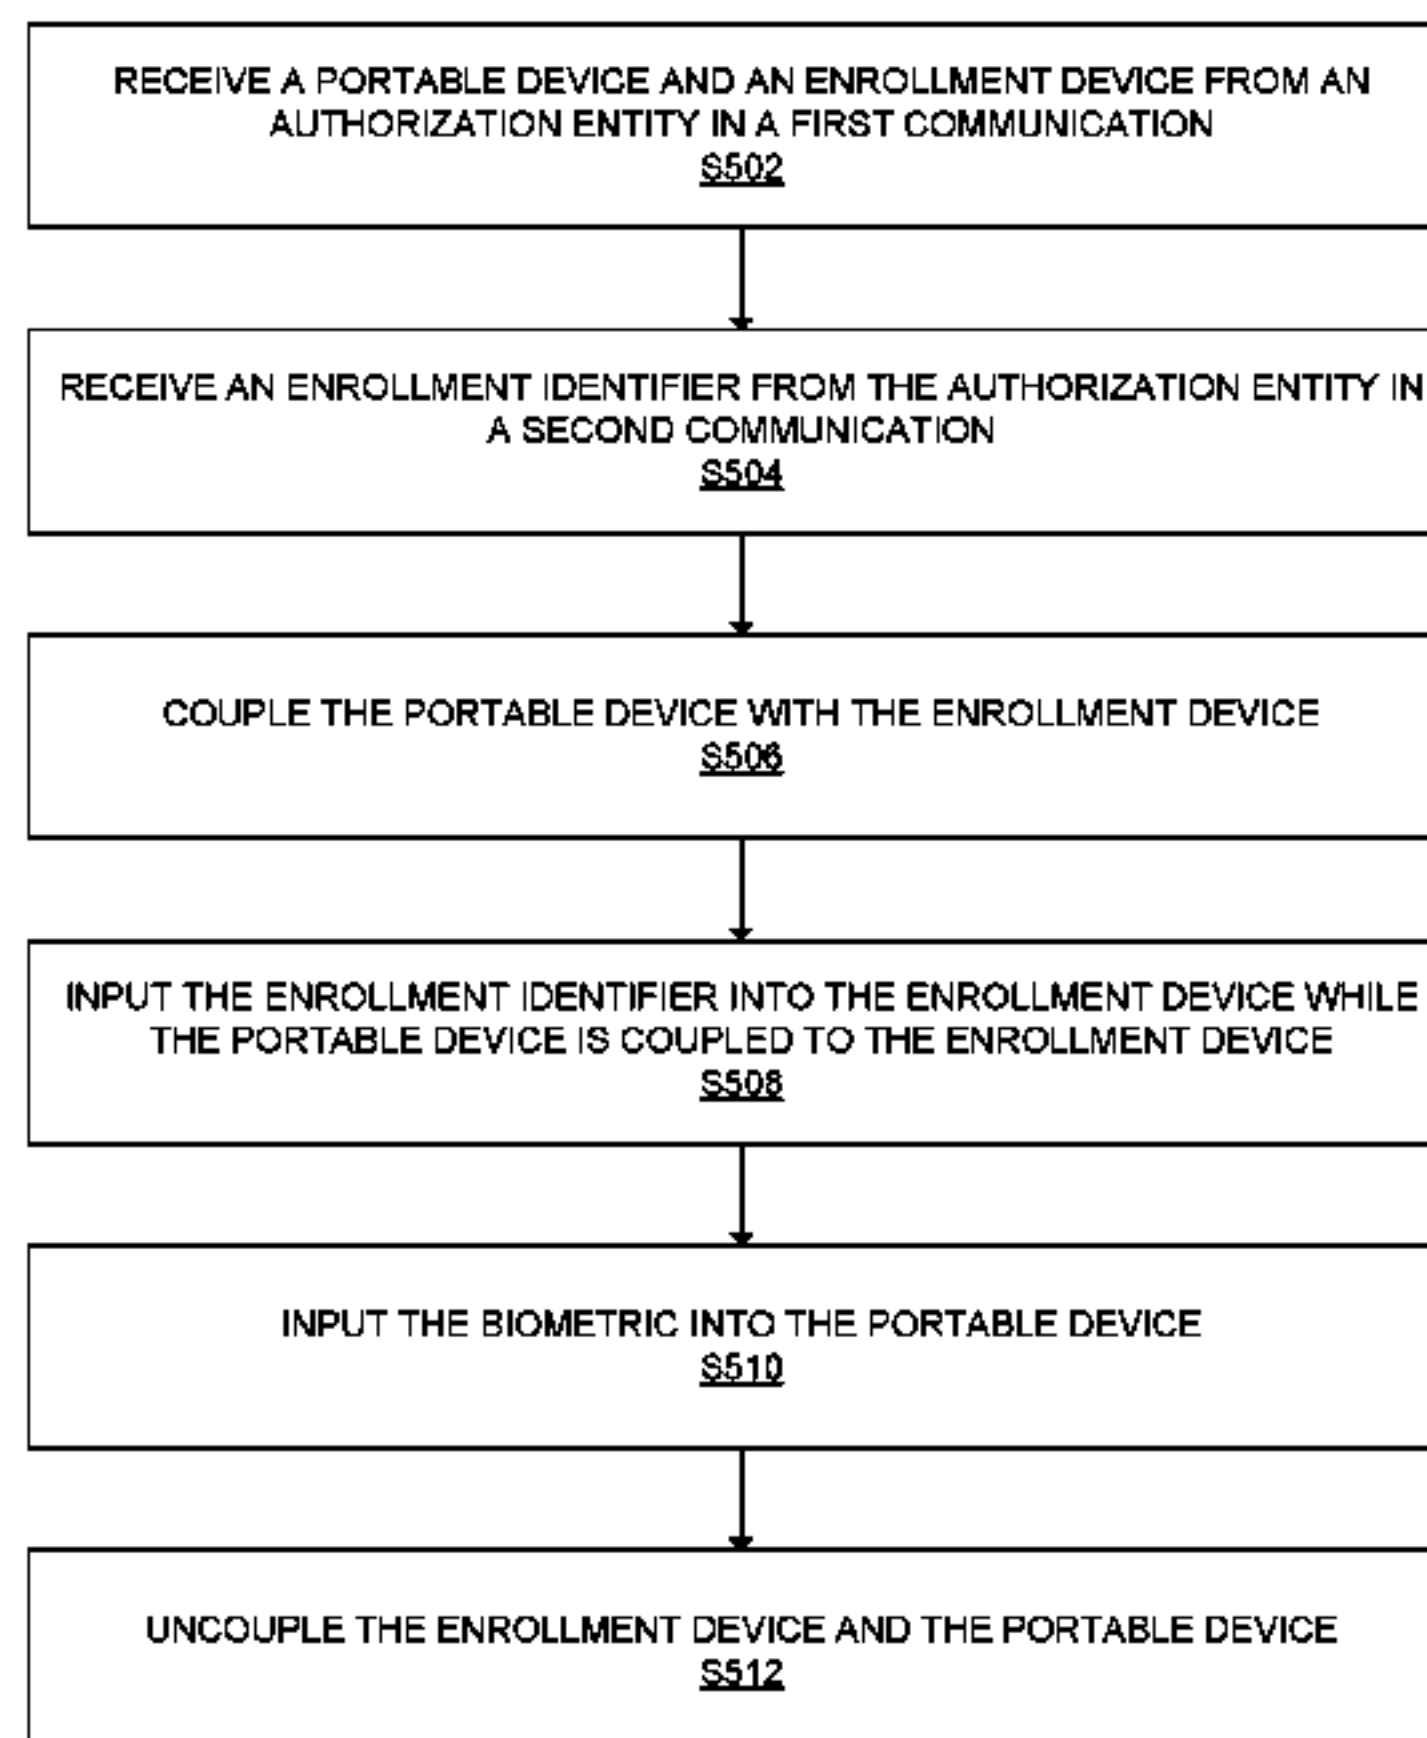 RECEIVE A PORTABLE DEVICE AND AN ENROLLMENT DEVICE FROM AN
AUTHORIZATION ENTITY IN A FIRST COMMUNICATION
S502
RECEIVE AN ENROLLMENT IDENTIFIER FROM THE AUTHORIZATION ENTITY IN
A SECOND COMMUNICATION
S504
COUPLE THE PORTABLE DEVICE WITH THE ENROLLMENT DEVICE
S506
INPUT THE ENROLLMENT IDENTIFIER INTO THE ENROLLMENT DEVICE WHILE
THE PORTABLE DEVICE IS COUPLED TO THE ENROLLMENT DEVICE
S508
INPUT THE BIOMETRIC INTO THE PORTABLE DEVICE
S510
UNCOUPLE THE ENROLLMENT DEVICE AND THE PORTABLE DEVICE
S512